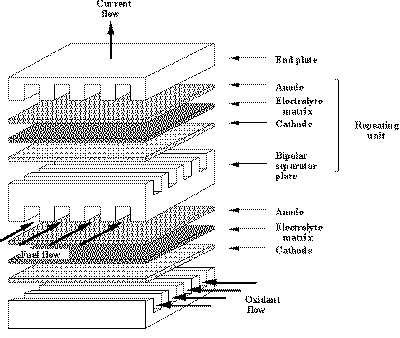 Current
flow
End plate
Anode
Electrolyte
matrix
Cathode
Repeating
unit
Bipolar
separator
plate
Anode
Electrolyte
matrix
Cathode
Fuel flow
Oxidant
flow